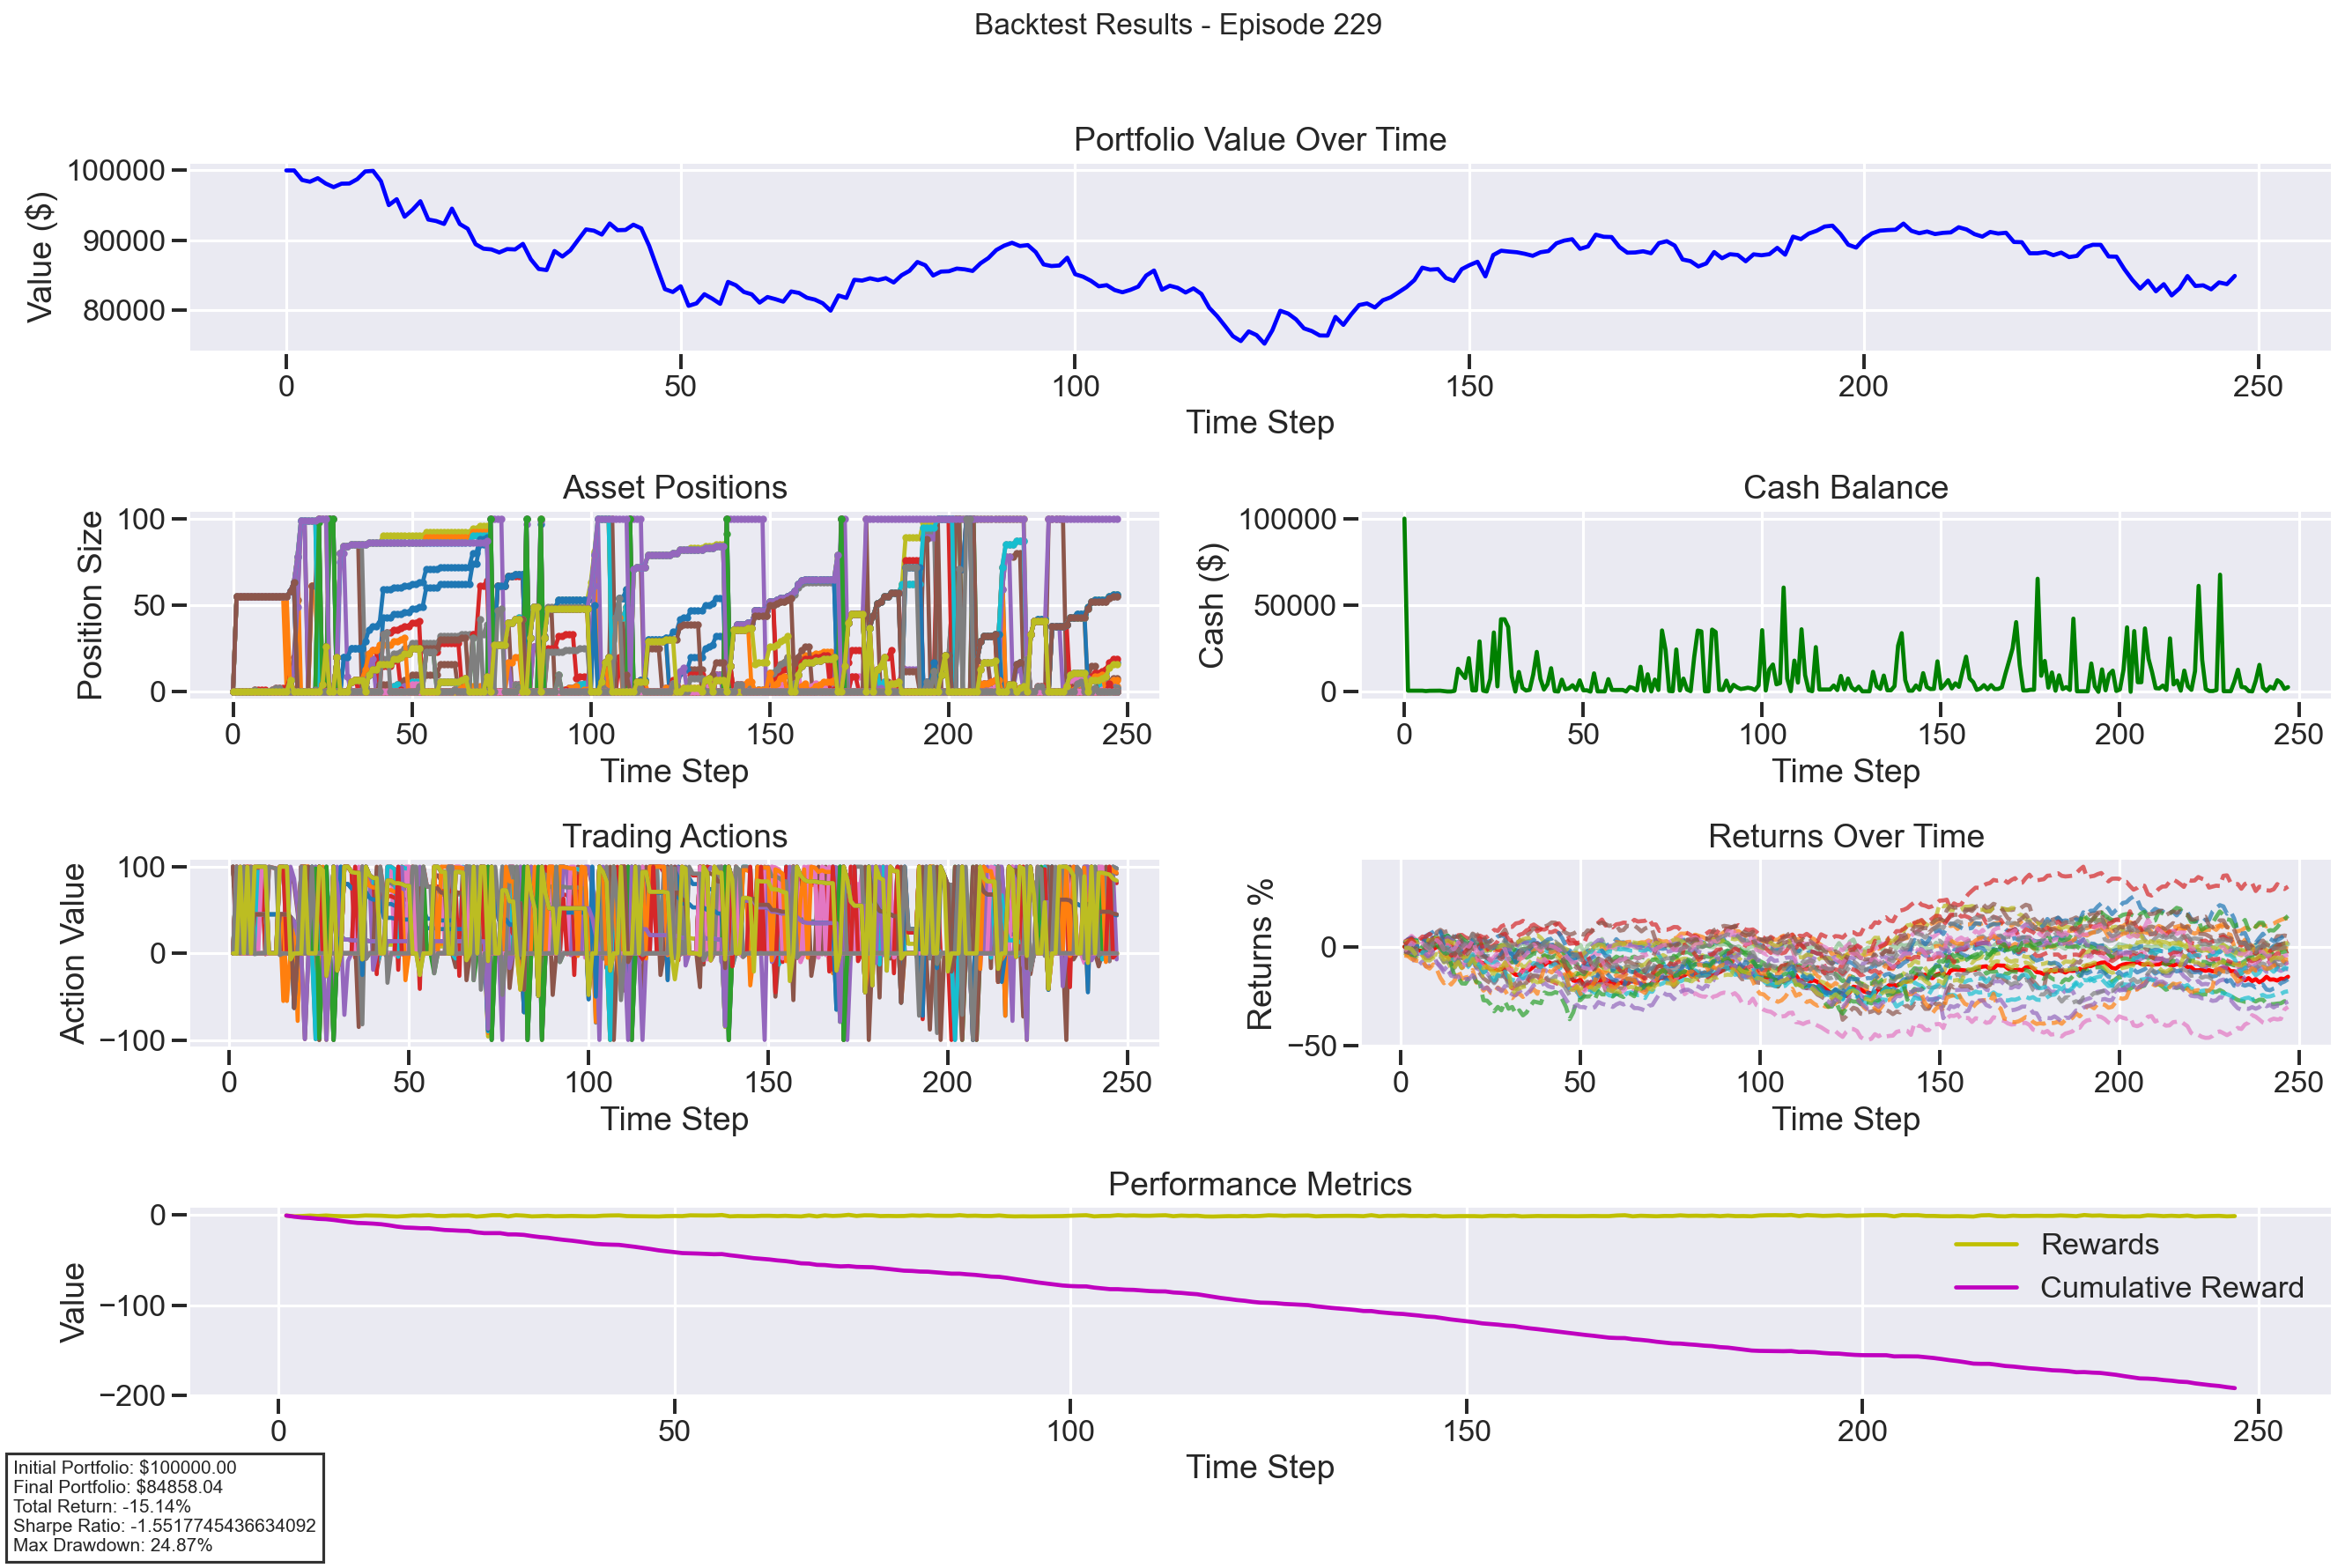 Backtest Results - Episode 229
Portfolio Value Over Time
Value ($)
100000
90000
80000
0 50 100 150 200 250
Time Step
Asset Positions
Position Size
100
50
0
0 50 100 150 200 250
Time Step
Cash Balance
Cash ($)
100000
50000
0
0 50 100 150 200 250
Time Step
Trading Actions
Action Value
100
0
−100
0 50 100 150 200 250
Time Step
Returns Over Time
Returns %
0
−50
0 50 100 150 200 250
Time Step
Performance Metrics
Value
0
−100
−200
Rewards
Cumulative Reward
0 50 100 150 200 250
Time Step
Initial Portfolio: $100000.00
Final Portfolio: $84858.04
Total Return: -15.14%
Sharpe Ratio: -1.5517745436634092
Max Drawdown: 24.87%